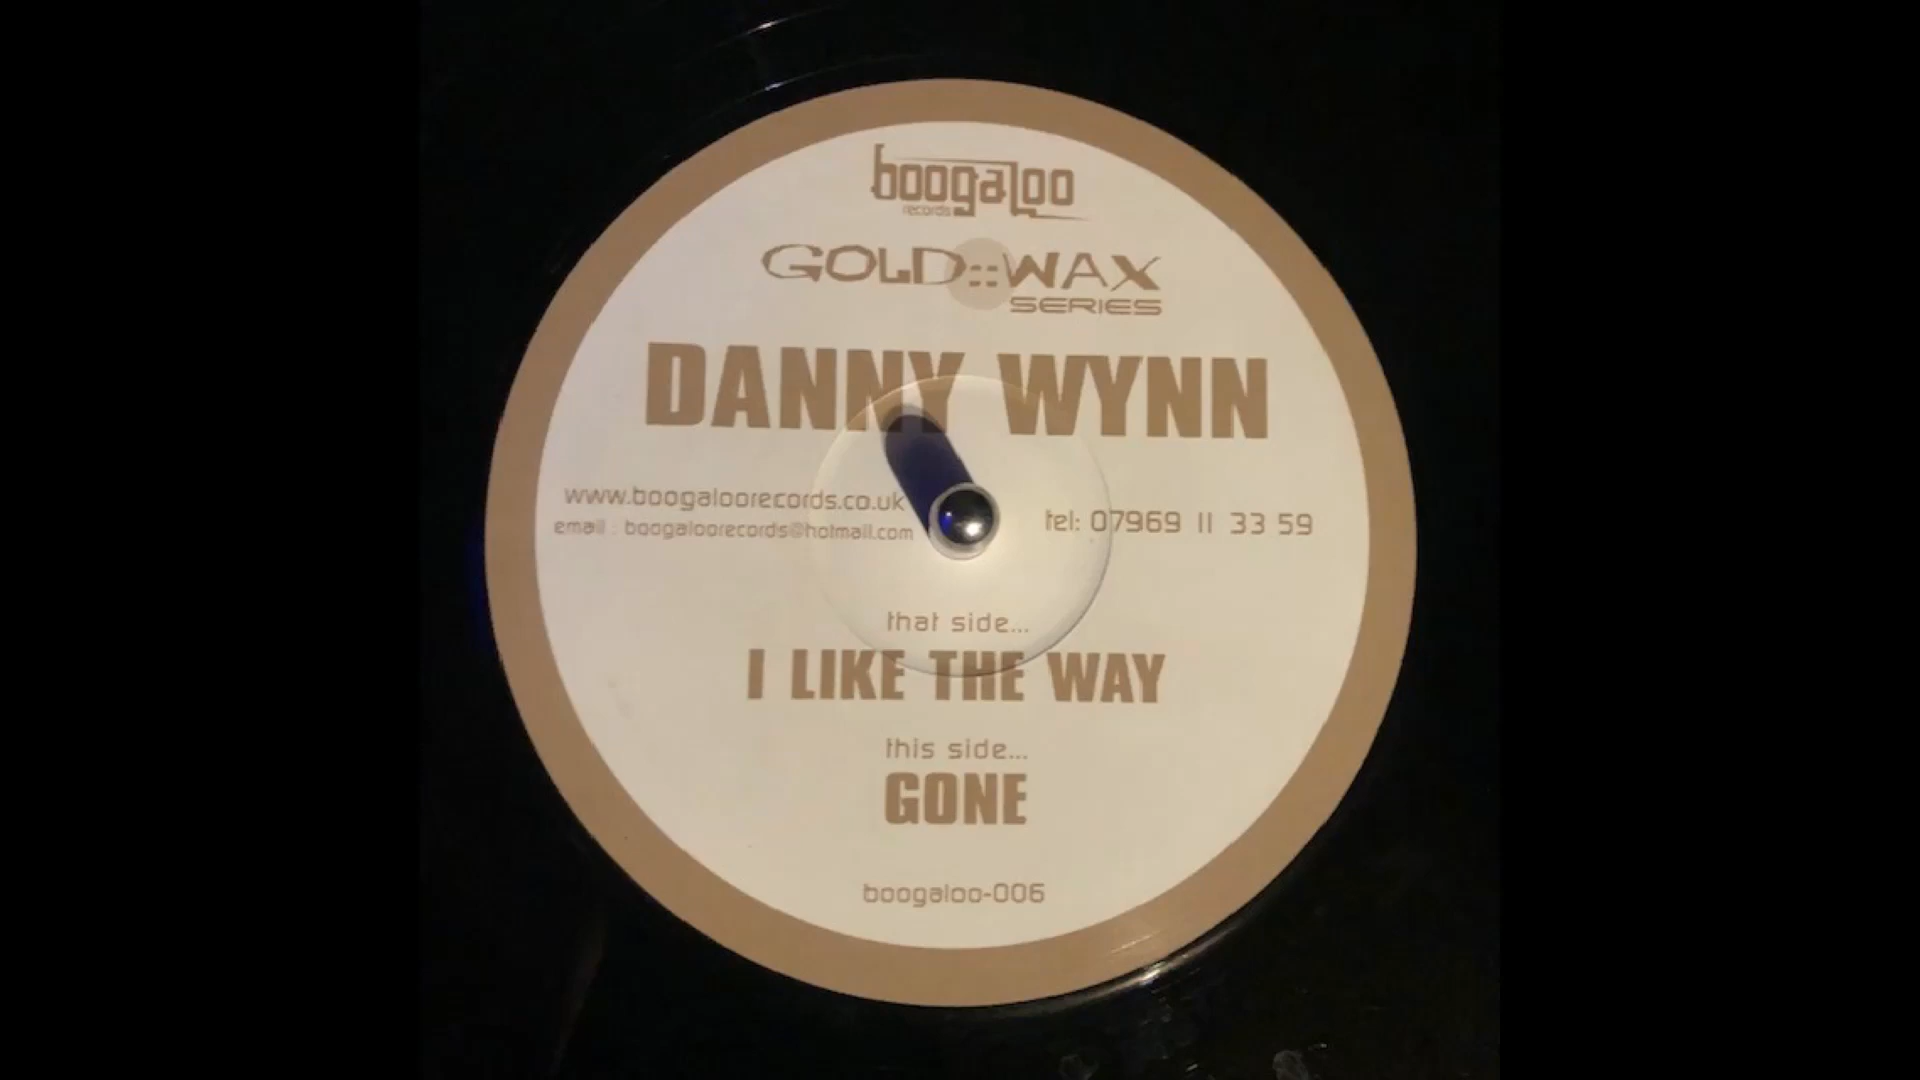 boogaloo
records
GOLD::WAX
SERIES
DANNY WYNN
www.boogaloorecords.co.uk
email : boogaloorecords@hotmail.com
tel: 07969 11 33 59
that side...
I LIKE THE WAY
this side...
GONE
boogaloo-006